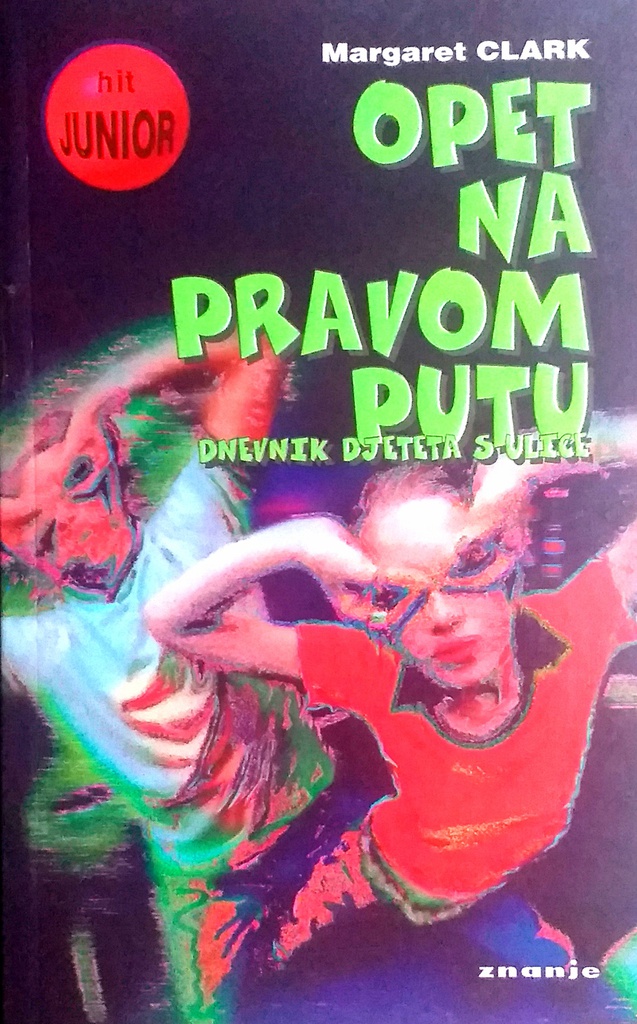 hit
JUNIOR
Margaret CLARK
OPET
NA
PRAVOM
PUTU
DNEVNIK DJETETA S ULICE
znanje